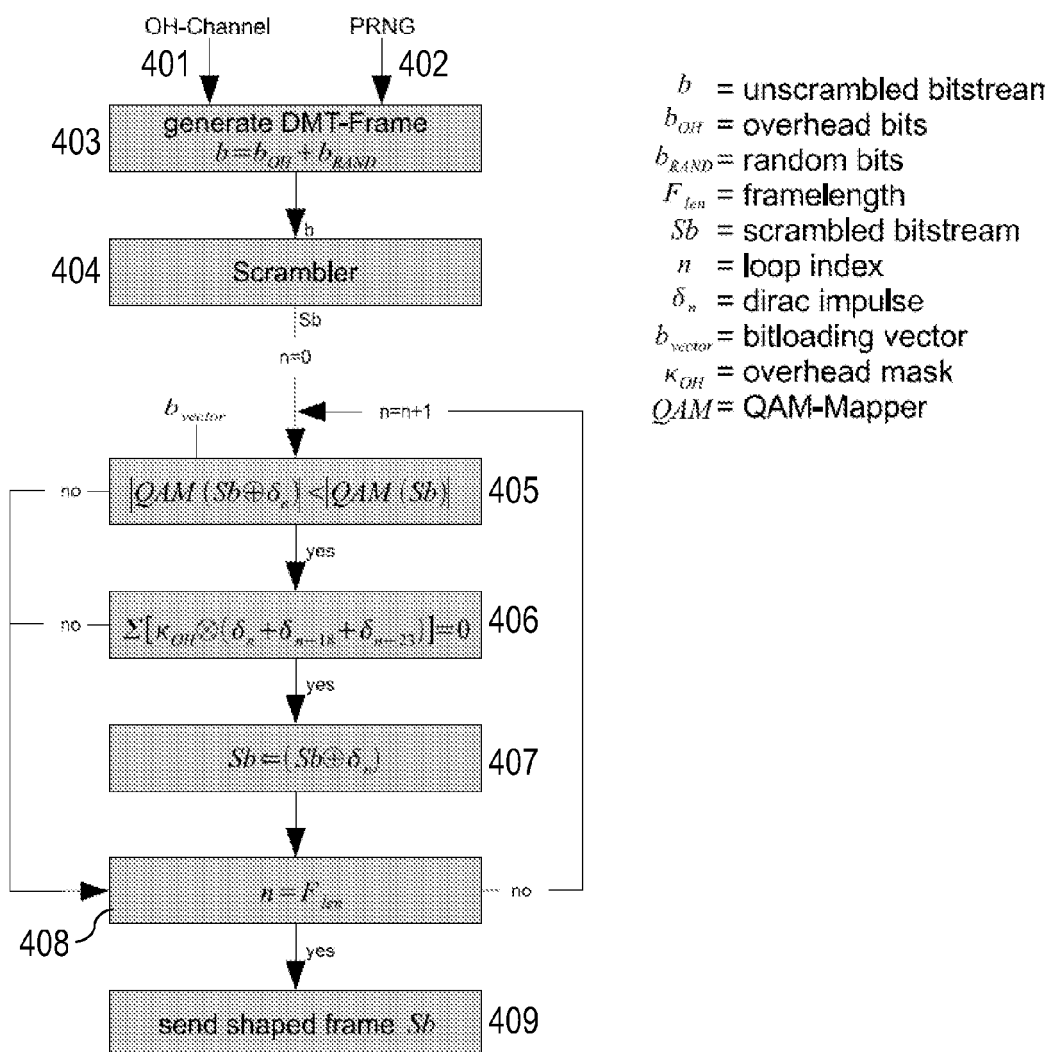 OH-Channel
PRNG
401
402
403
generate DMT-Frame
b=b_OH+b_RAND
b
404
Scrambler
Sb
n=0
b_vector
n=n+1
no
|QAM(Sb⊕δ_n)|<|QAM(Sb)|
405
yes
no
Σ[κ_OH⊗(δ_n+δ_n+18+δ_n+23)]=0
406
yes
Sb⇐(Sb⊕δ_n)
407
n=F_len
no
408
yes
send shaped frame Sb
409
b = unscrambled bitstream
b_OH = overhead bits
b_RAND = random bits
F_len = framelength
Sb = scrambled bitstream
n = loop index
δ_n = dirac impulse
b_vector = bitloading vector
κ_OH = overhead mask
QAM = QAM-Mapper